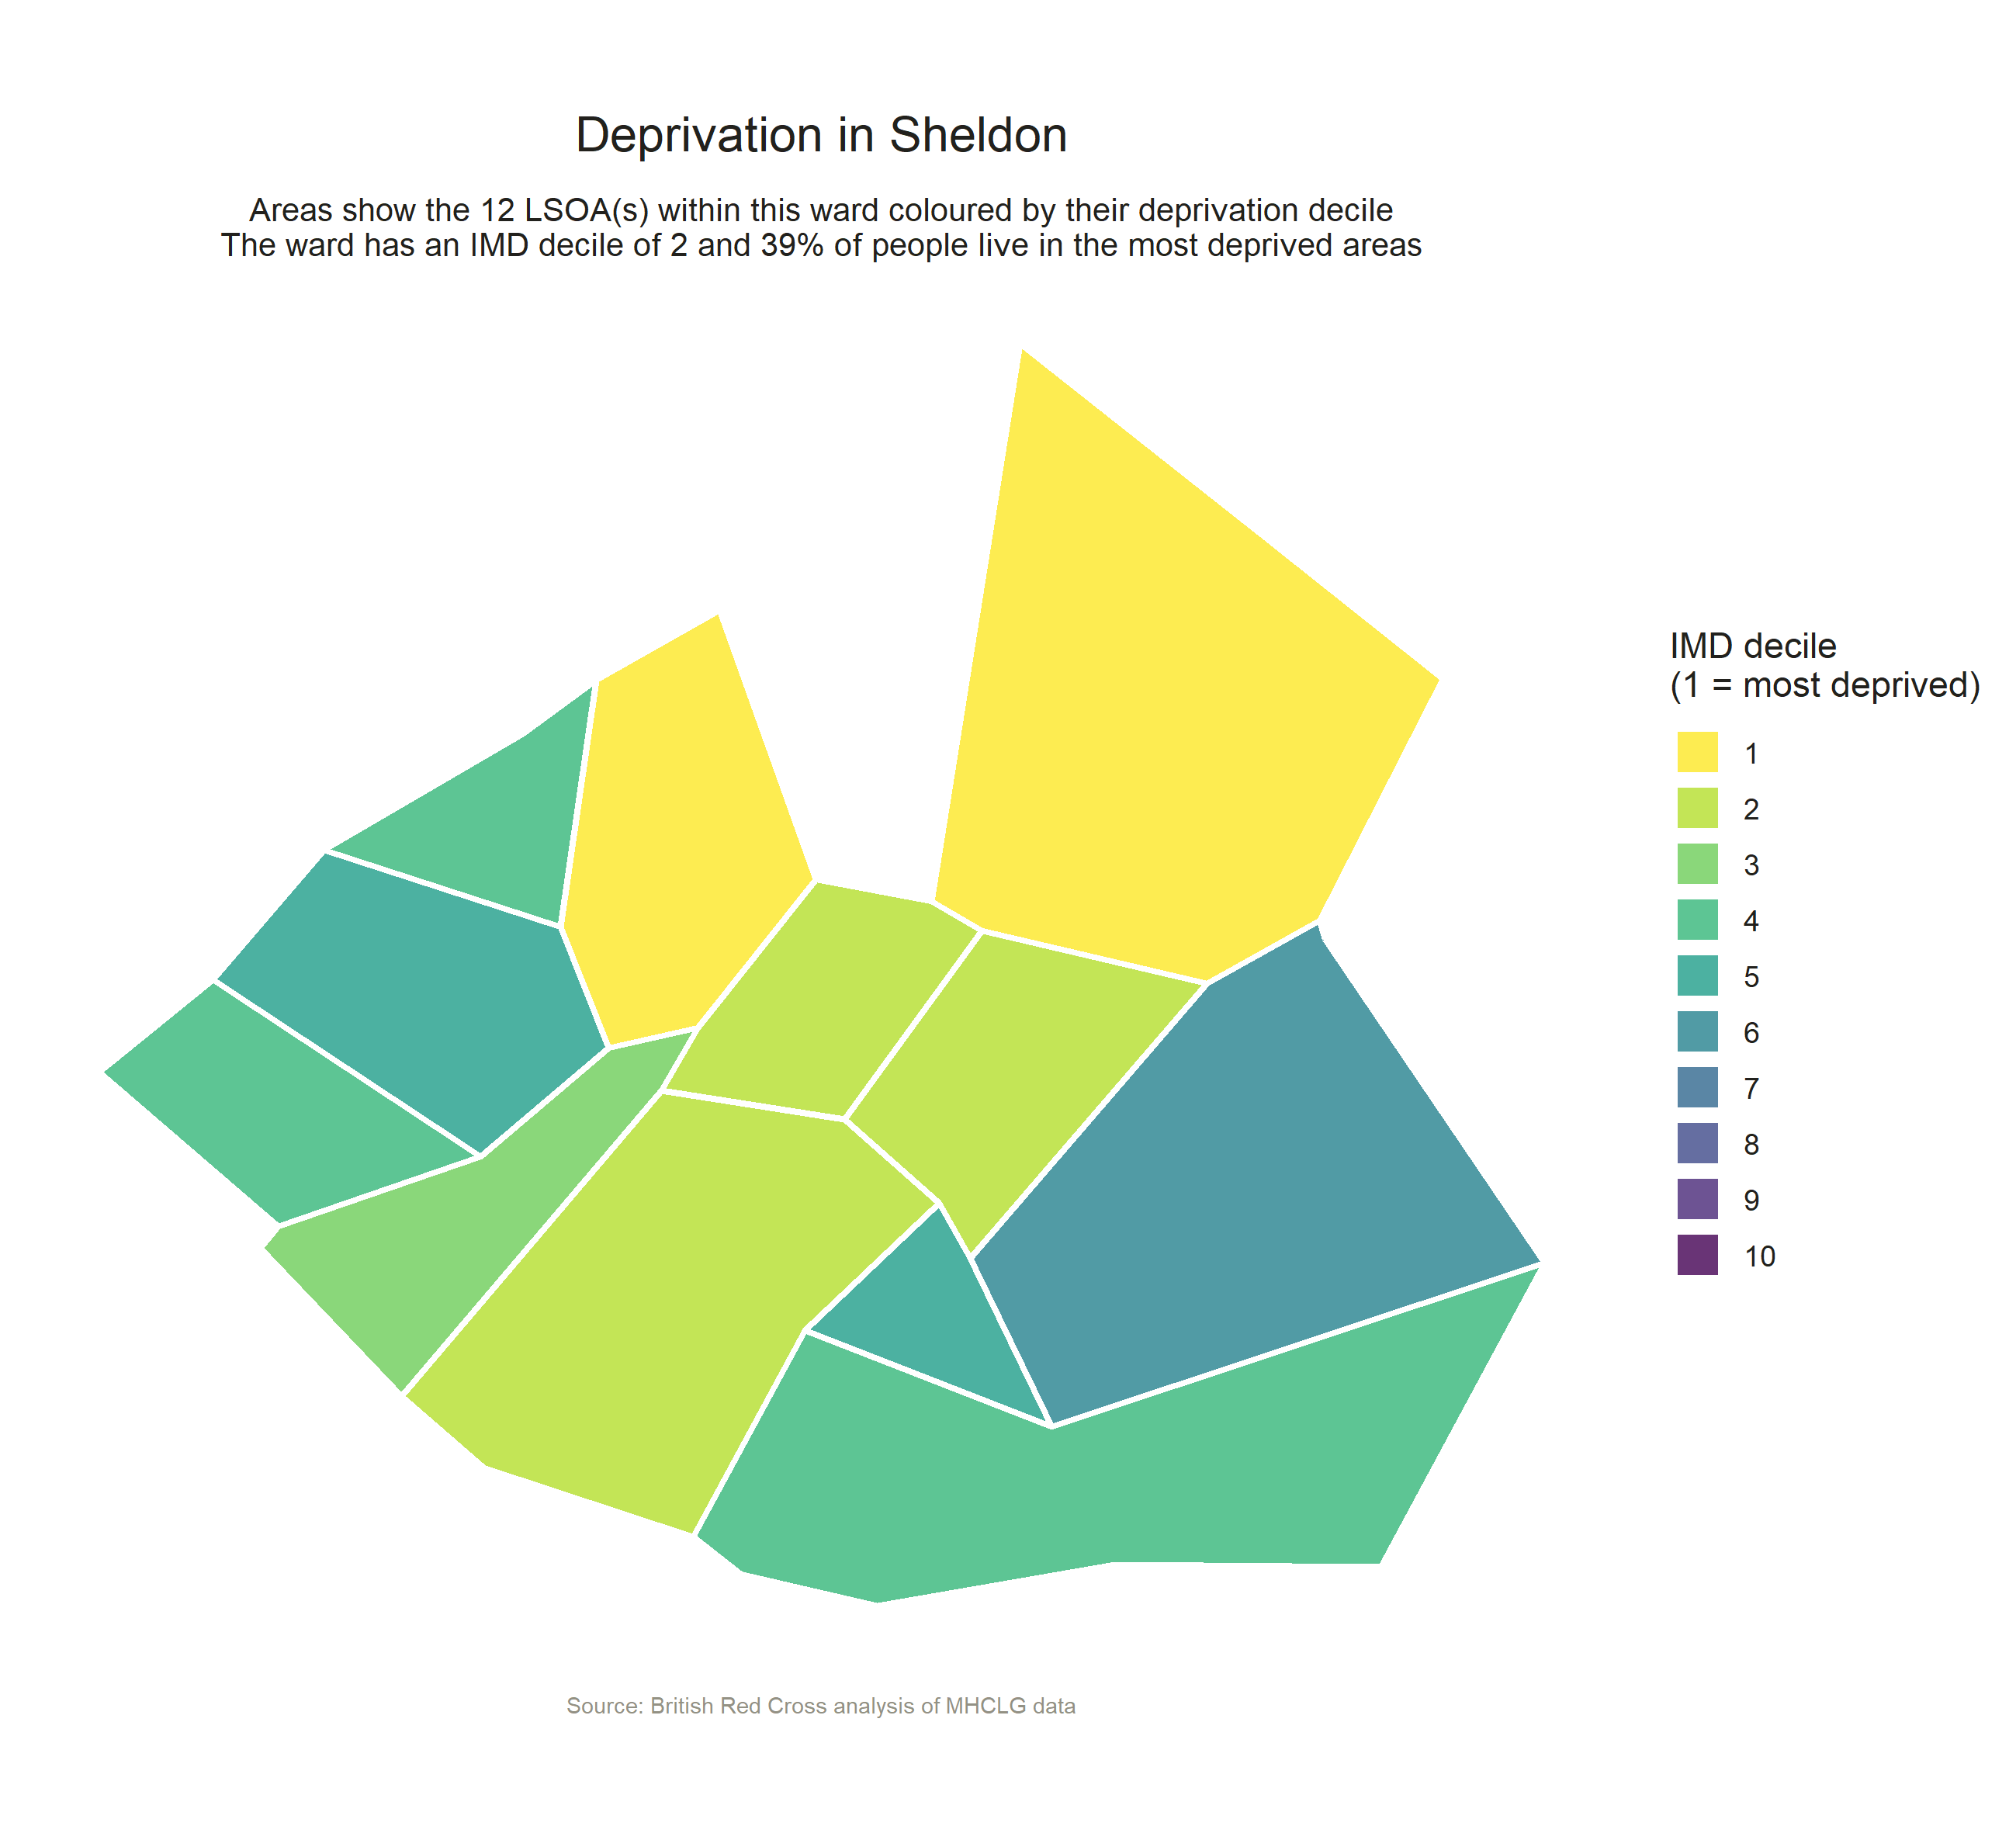 Deprivation in Sheldon
Areas show the 12 LSOA(s) within this ward coloured by their deprivation decile
The ward has an IMD decile of 2 and 39% of people live in the most deprived areas
IMD decile
(1 = most deprived)
1
2
3
4
5
6
7
8
9
10
Source: British Red Cross analysis of MHCLG data